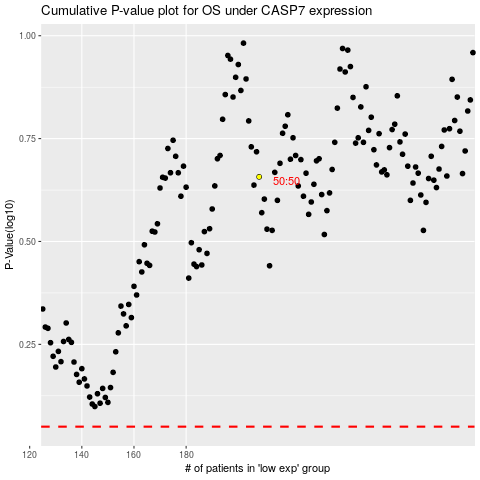 Cumulative P-value plot for OS under CASP7 expression
P-Value(log10)
1.00
0.75
0.50
0.25
50:50
120 140 160 180
# of patients in 'low exp' group